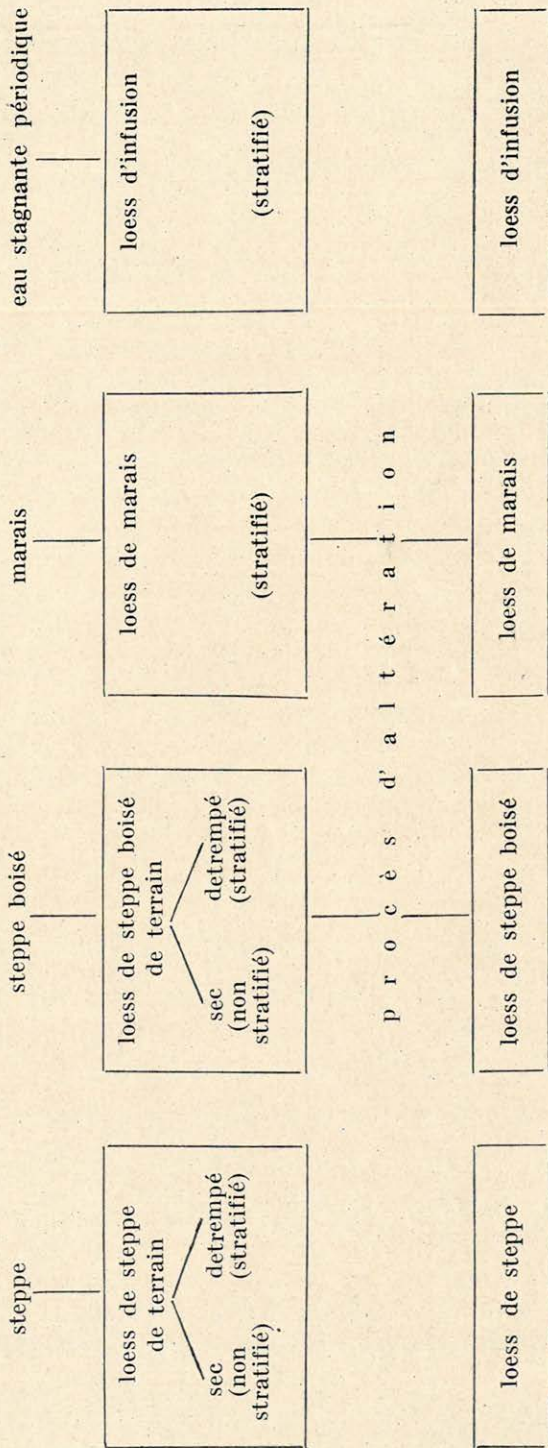 steppe
steppe boisé
marais
eau stagnante périodique
loess de steppe
de terrain
sec
(non
stratifié)
detrempé
(stratifié)
loess de steppe boisé
de terrain
sec
(non
stratifié)
detrempé
(stratifié)
loess de marais
(stratifié)
loess d'infusion
(stratifié)
procès d'altération
loess de steppe
loess de steppe boisé
loess de marais
loess d'infusion